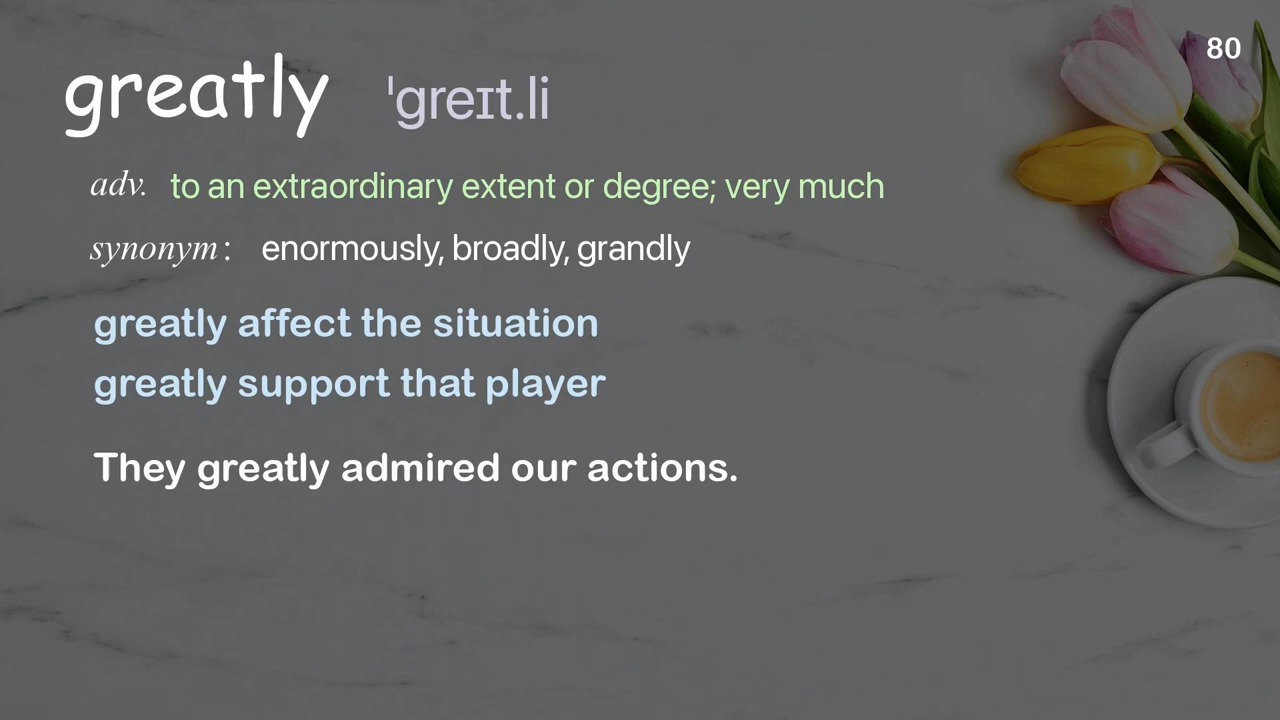 80
greatly ˈɡreɪt.li
adv. to an extraordinary extent or degree; very much
synonym: enormously, broadly, grandly
greatly affect the situation
greatly support that player
They greatly admired our actions.